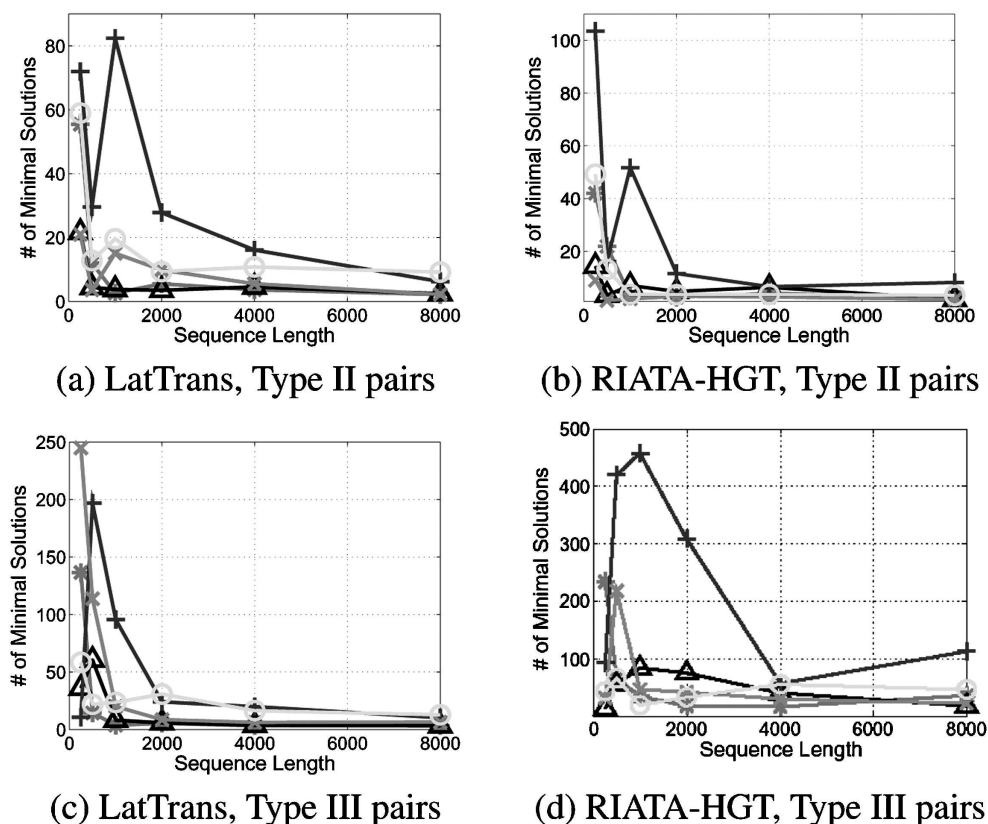 # of Minimal Solutions
80
60
40
20
0
0 2000 4000 6000 8000
Sequence Length
(a) LatTrans, Type II pairs
# of Minimal Solutions
100
80
60
40
20
0 2000 4000 6000 8000
Sequence Length
(b) RIATA-HGT, Type II pairs
# of Minimal Solutions
250
200
150
100
50
0
0 2000 4000 6000 8000
Sequence Length
(c) LatTrans, Type III pairs
# of Minimal Solutions
500
400
300
200
100
0 2000 4000 6000 8000
Sequence Length
(d) RIATA-HGT, Type III pairs